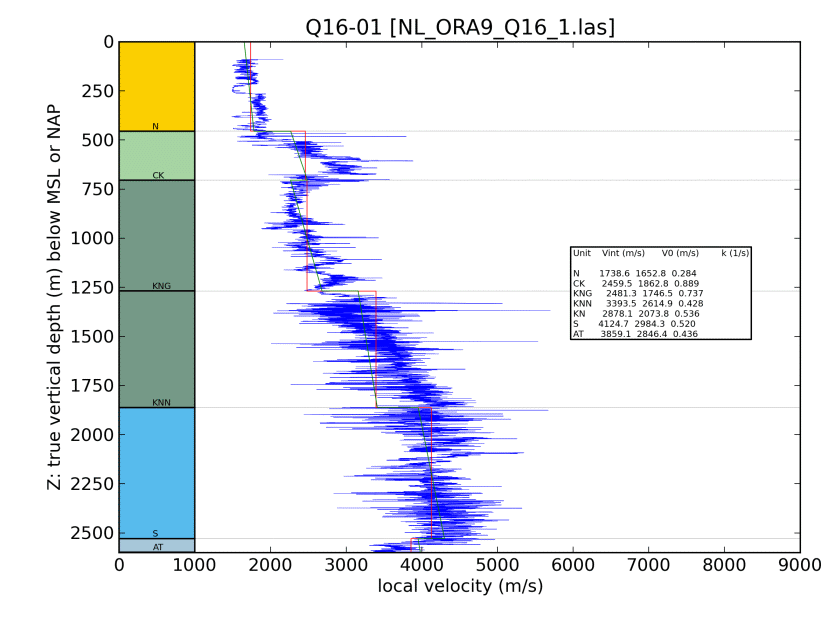 Q16-01 [NL_ORA9_Q16_1.las]
Z: true vertical depth (m) below MSL or NAP
0
250
500
750
1000
1250
1500
1750
2000
2250
2500
N
CK
KNG
KNN
S
AT
Unit Vint (m/s) V0 (m/s) k (1/s)
N 1738.6 1652.8 0.284
CK 2459.5 1862.8 0.889
KNG 2481.3 1746.5 0.737
KNN 3393.5 2614.9 0.428
KN 2878.1 2073.8 0.536
S 4124.7 2984.3 0.520
AT 3859.1 2846.4 0.436
0 1000 2000 3000 4000 5000 6000 7000 8000 9000
local velocity (m/s)